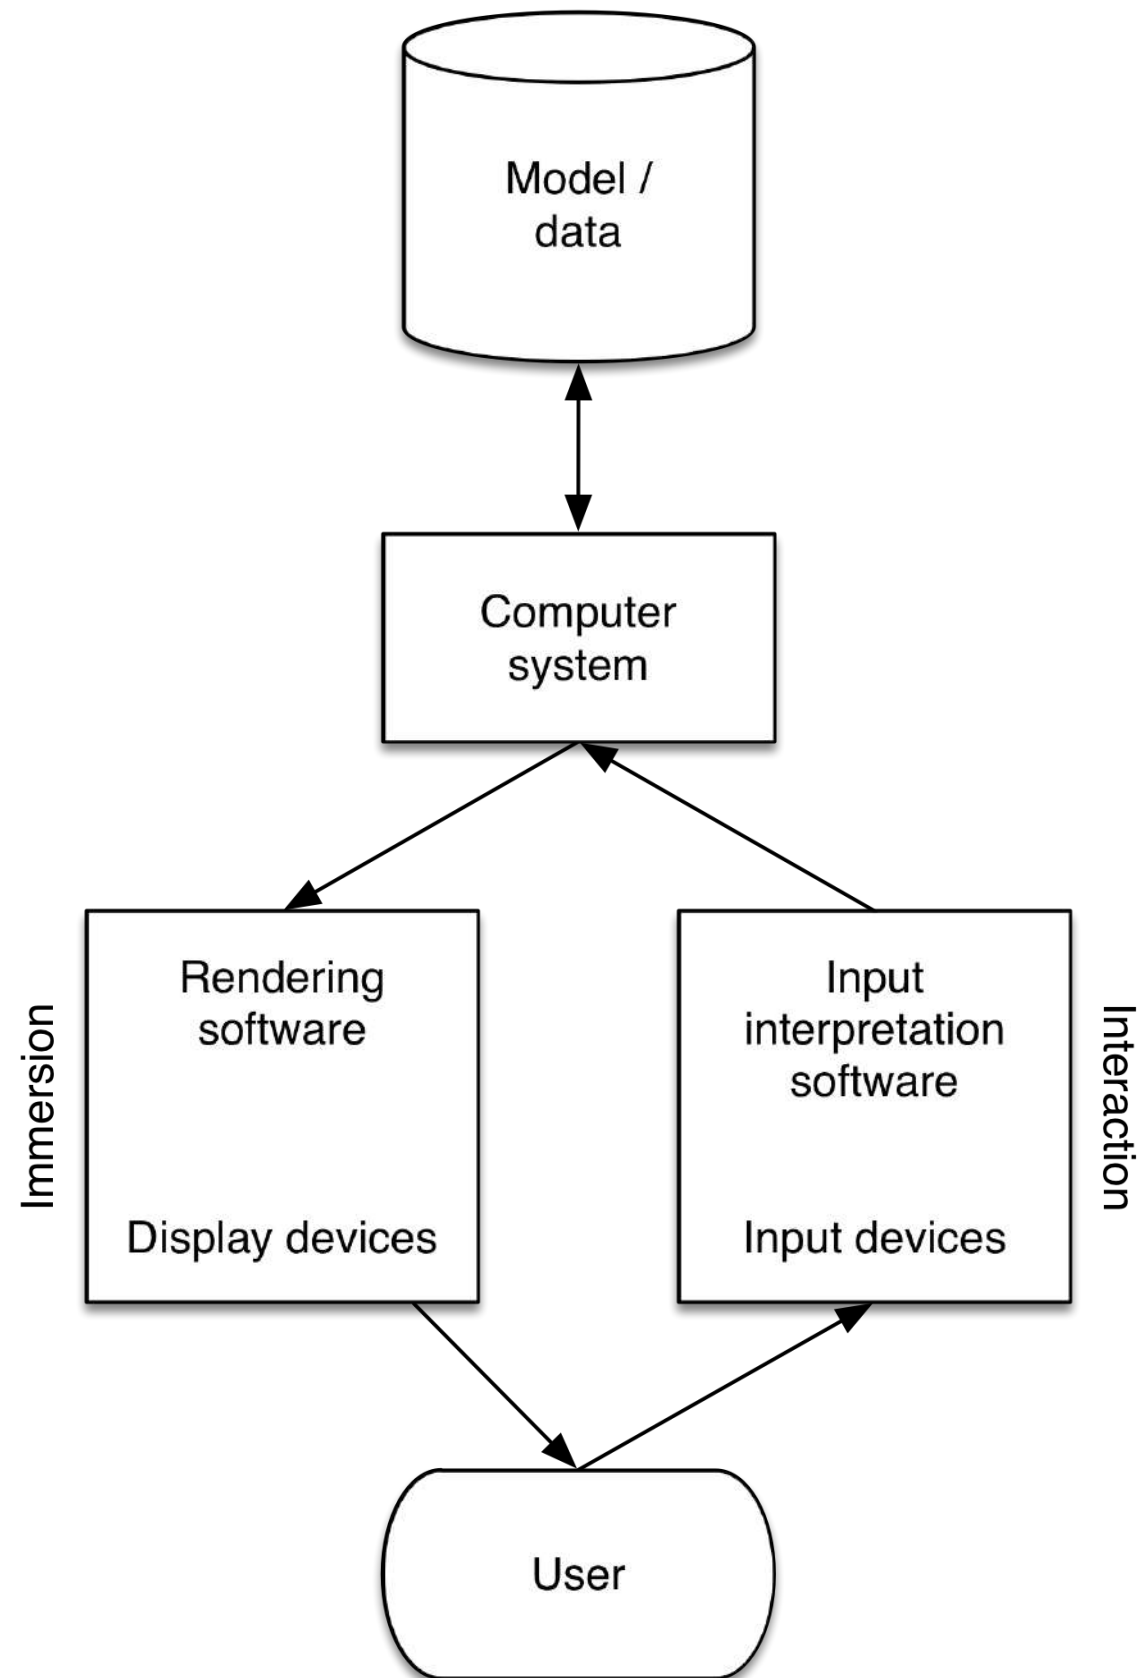 Model /
data
Computer
system
Immersion
Rendering
software
Display devices
Input
interpretation
software
Input devices
Interaction
User